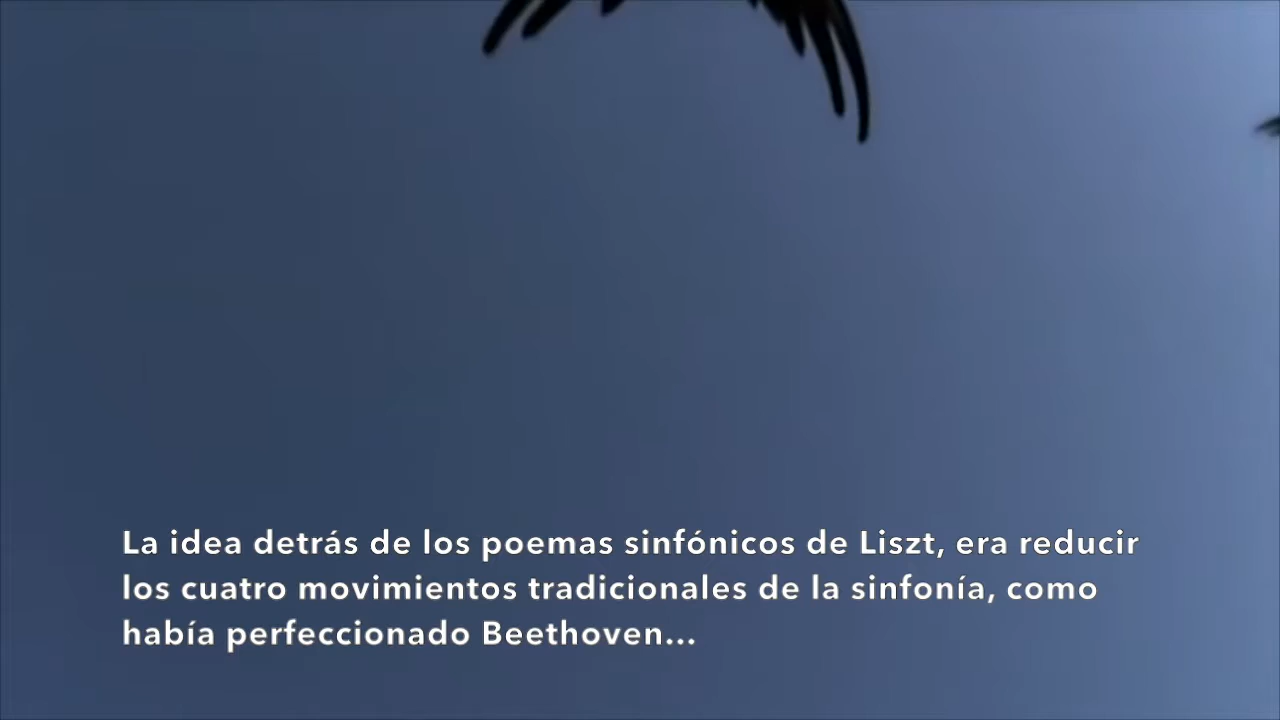 La idea detrás de los poemas sinfónicos de Liszt, era reducir
los cuatro movimientos tradicionales de la sinfonía, como
había perfeccionado Beethoven...